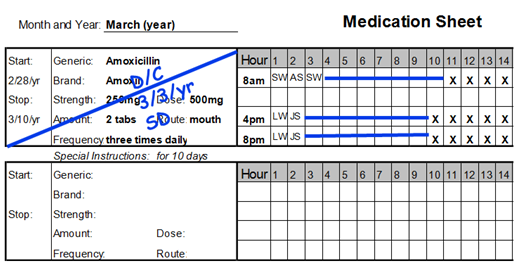 Month and Year: March (year) Medication Sheet
Start: Generic: Amoxicillin Hour 1 2 3 4 5 6 7 8 9 10 11 12 13 14
2/28/yr Brand: Amoxil D/C 8am SW AS SW X X X X
Stop: Strength: 250mg Dose: 500mg 3/3/yr
3/10/yr Amount: 2 tabs Route: mouth SD 4pm LW JS X X X X X
Frequency three times daily 8pm LW JS X X X X X
Special Instructions: for 10 days
Start: Generic: Hour 1 2 3 4 5 6 7 8 9 10 11 12 13 14
Brand:
Stop: Strength:
Amount: Dose:
Frequency: Route: